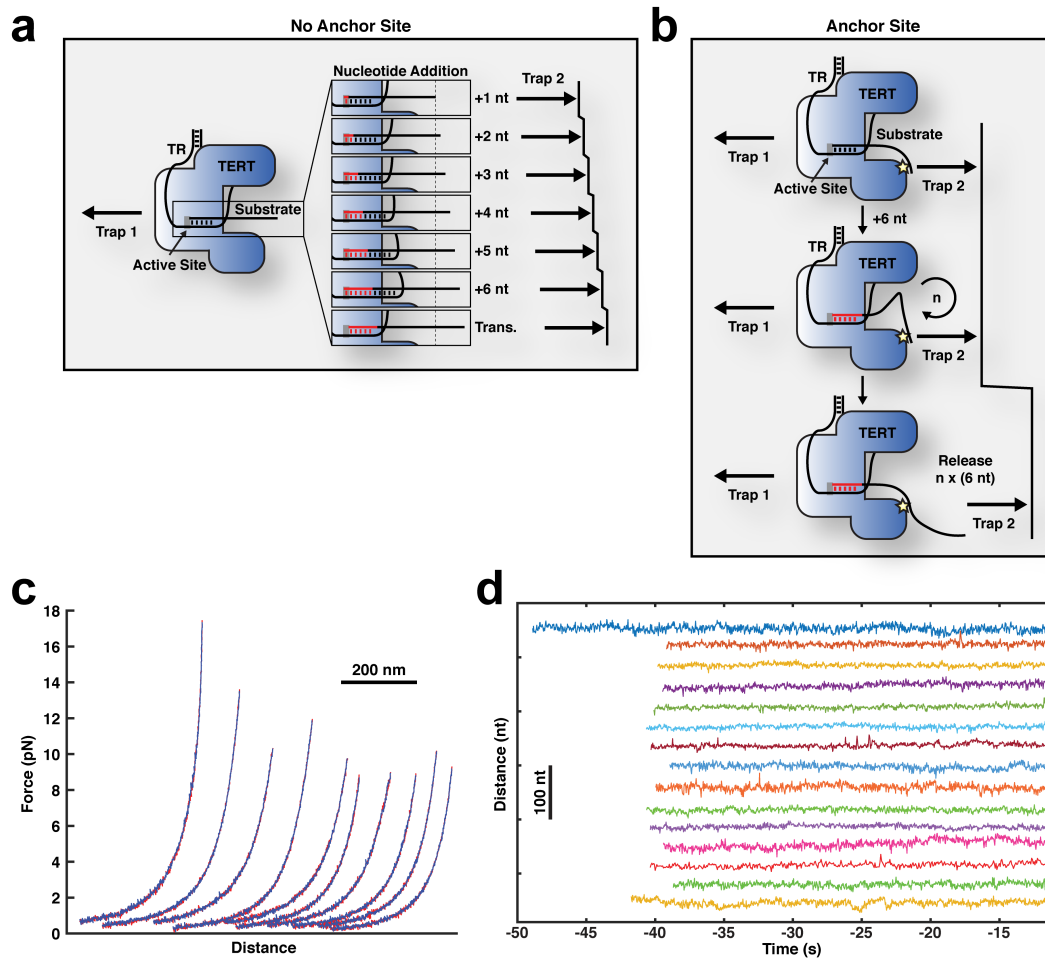 a
No Anchor Site
Nucleotide Addition
Trap 2
+1 nt
+2 nt
+3 nt
+4 nt
+5 nt
+6 nt
Trans.
TR
TERT
Substrate
Trap 1
Active Site
b
Anchor Site
TR
TERT
Substrate
Trap 1
Trap 2
Active Site
+6 nt
TR
TERT
n
Trap 1
Trap 2
TERT
Release
n x (6 nt)
Trap 1
Trap 2
c
18
16
14
12
10
8
6
4
2
0
Force (pN)
200 nm
Distance
d
Distance (nt)
100 nt
-50
-45
-40
-35
-30
-25
-20
-15
Time (s)